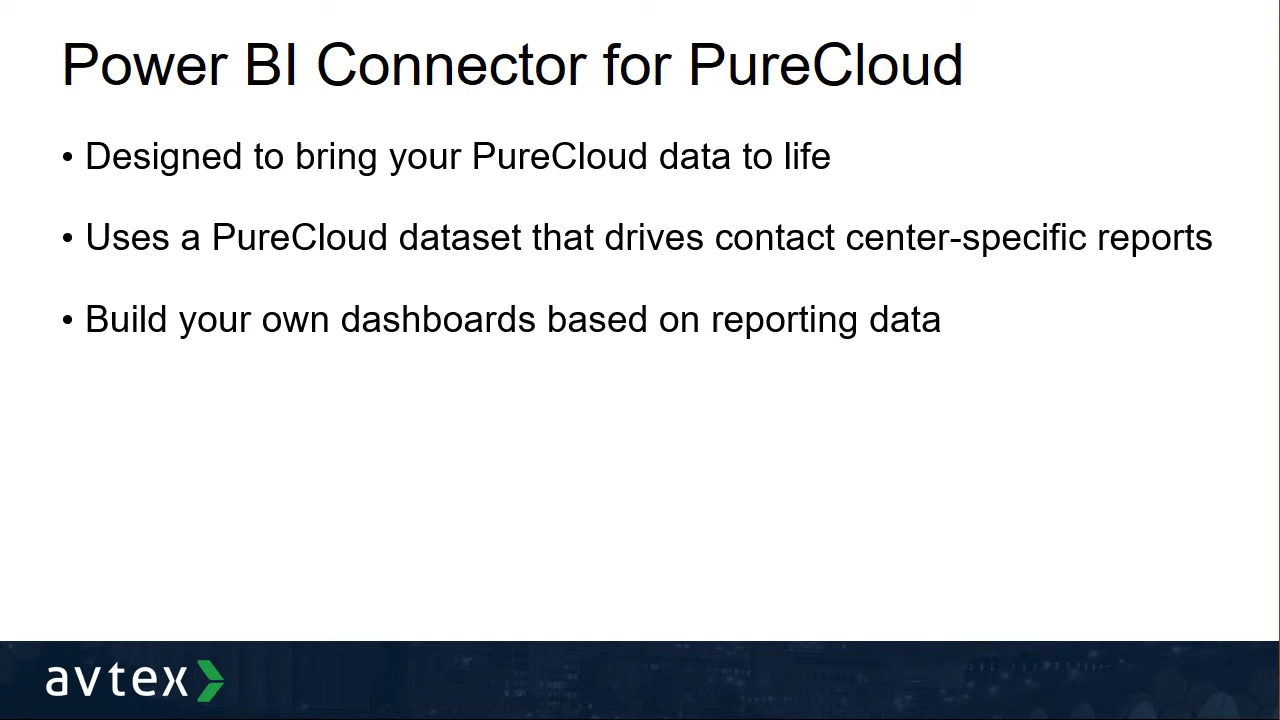 Power BI Connector for PureCloud
• Designed to bring your PureCloud data to life
• Uses a PureCloud dataset that drives contact center-specific reports
• Build your own dashboards based on reporting data
avtex